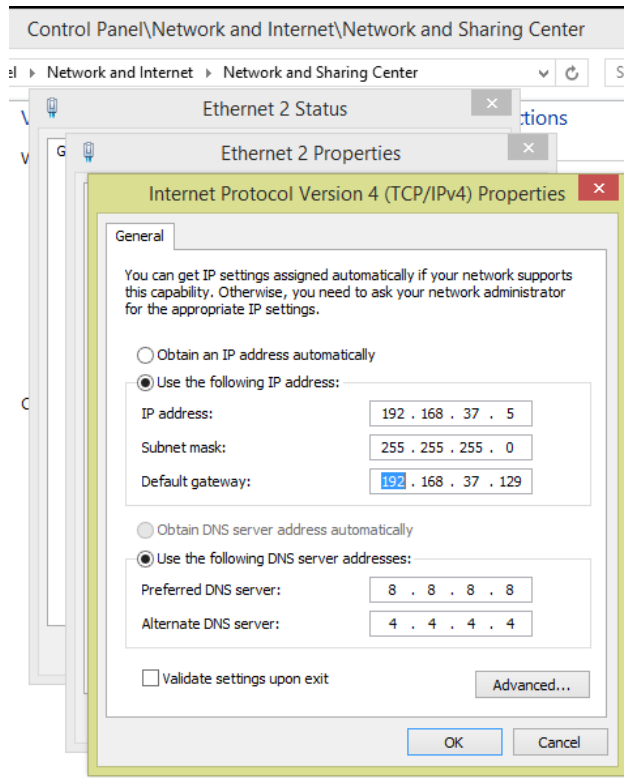 Control Panel\Network and Internet\Network and Sharing Center
Network and Internet Network and Sharing Center
Ethernet 2 Status
Ethernet 2 Properties
Internet Protocol Version 4 (TCP/IPv4) Properties
General
You can get IP settings assigned automatically if your network supports
this capability. Otherwise, you need to ask your network administrator
for the appropriate IP settings.
Obtain an IP address automatically
Use the following IP address:
IP address: 192 . 168 . 37 . 5
Subnet mask: 255 . 255 . 255 . 0
Default gateway: 192 . 168 . 37 . 129
Obtain DNS server address automatically
Use the following DNS server addresses:
Preferred DNS server: 8 . 8 . 8 . 8
Alternate DNS server: 4 . 4 . 4 . 4
Validate settings upon exit
Advanced...
OK Cancel